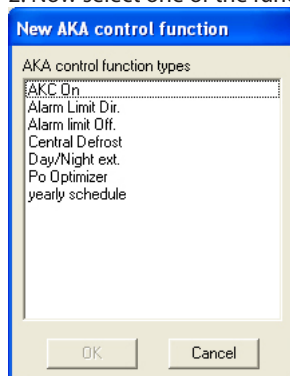 2. Now select one of the func
New AKA control function
AKA control function types
AKC On
Alarm Limit Dir.
Alarm limit Off.
Central Defrost
Day/Night ext.
Po Optimizer
yearly schedule
OK
Cancel